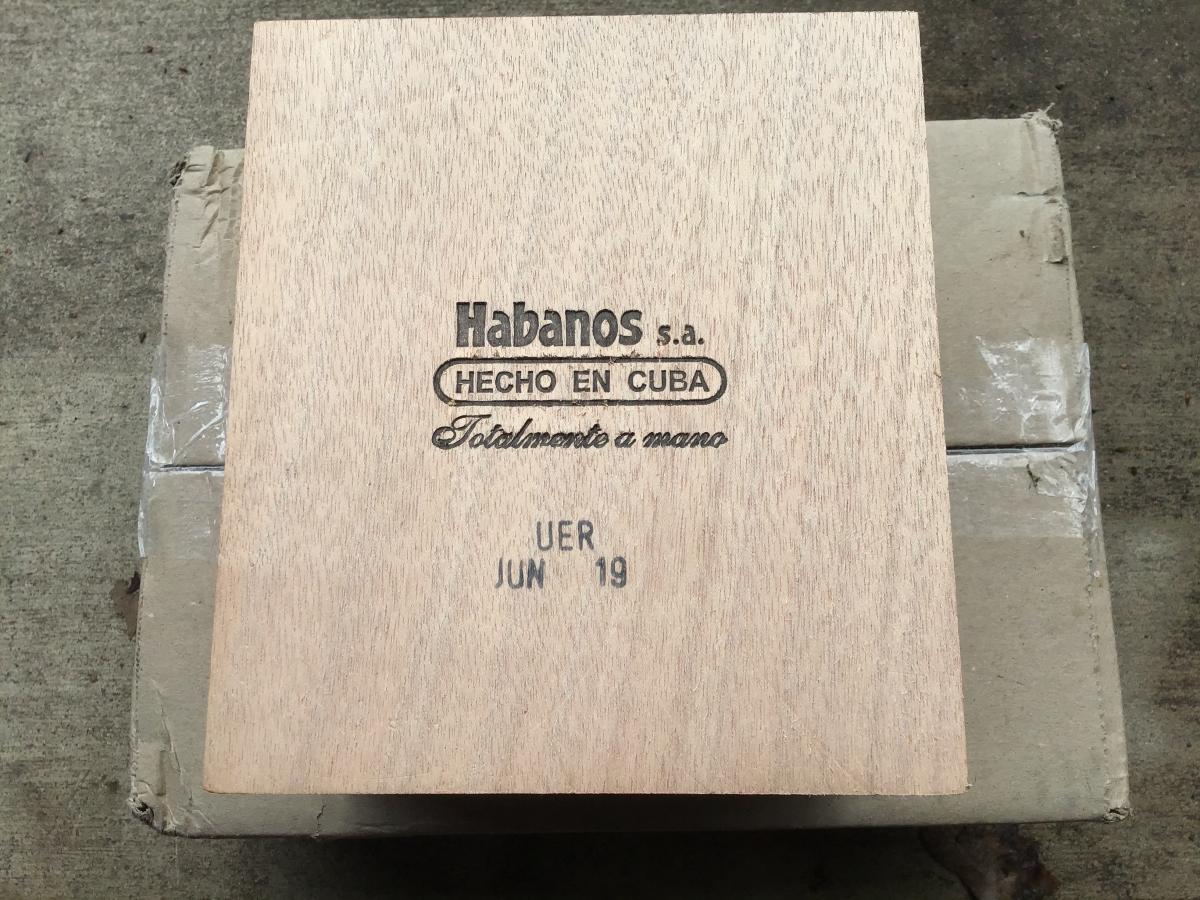 Habanos s.a.
HECHO EN CUBA
Totalmente a mano
UER
JUN 19